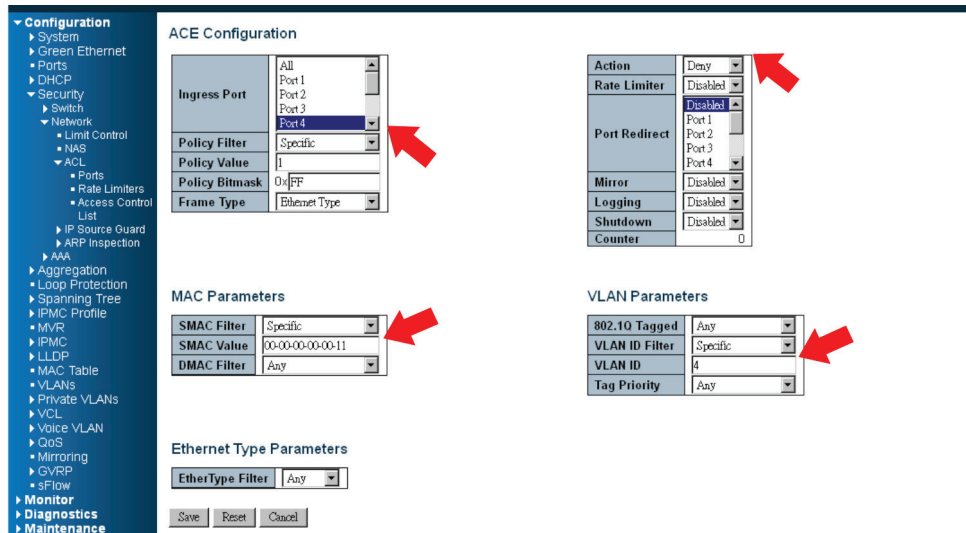 Configuration
System
Green Ethernet
Ports
DHCP
Security
Switch
Network
Limit Control
NAS
ACL
Ports
Rate Limiters
Access Control
List
IP Source Guard
ARP Inspection
AAA
Aggregation
Loop Protection
Spanning Tree
IPMC Profile
MVR
IPMC
LLDP
MAC Table
VLANs
Private VLANs
VCL
Voice VLAN
QoS
Mirroring
GVRP
sFlow
Monitor
Diagnostics
Maintenance
ACE Configuration
Ingress Port
All
Port 1
Port 2
Port 3
Port 4
Policy Filter Specific
Policy Value 1
Policy Bitmask 0x FF
Frame Type Ethernet Type
Action Deny
Rate Limiter Disabled
Port Redirect
Disabled
Port 1
Port 2
Port 3
Port 4
Mirror Disabled
Logging Disabled
Shutdown Disabled
Counter 0
MAC Parameters
SMAC Filter Specific
SMAC Value 00-00-00-00-00-11
DMAC Filter Any
VLAN Parameters
802.1Q Tagged Any
VLAN ID Filter Specific
VLAN ID 4
Tag Priority Any
Ethernet Type Parameters
EtherType Filter Any
Save Reset Cancel